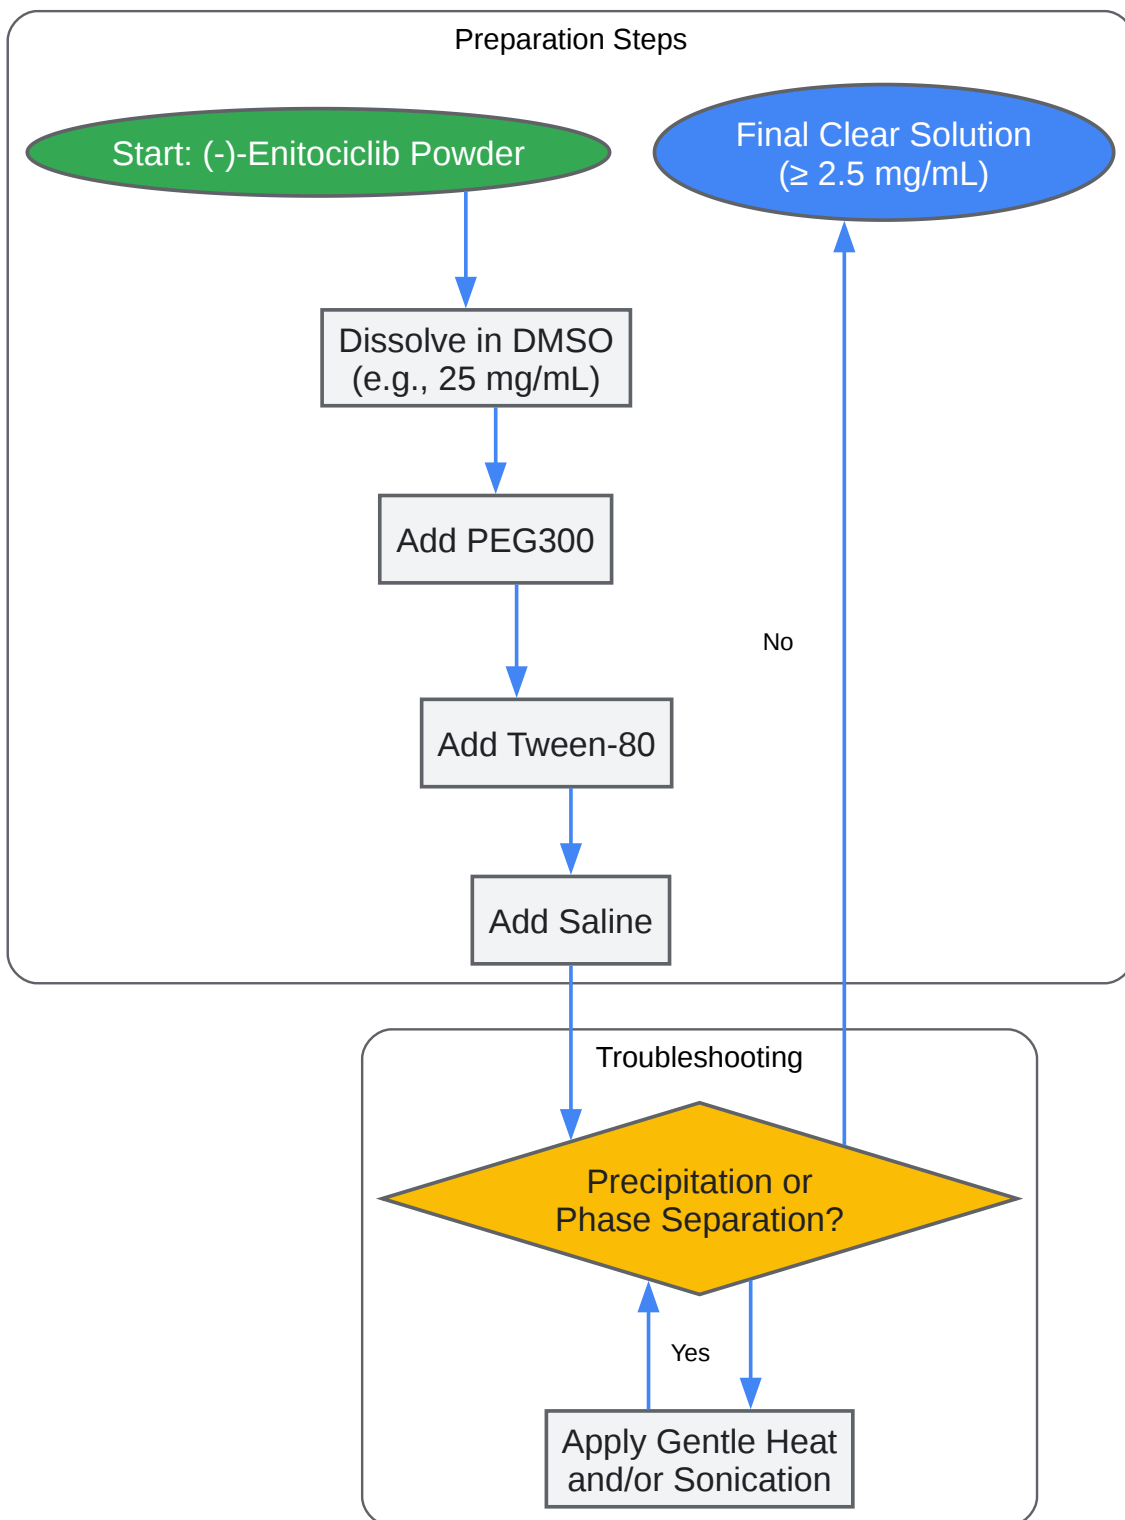 Preparation Steps
Start: (-)-Enitociclib Powder
Final Clear Solution
(≥ 2.5 mg/mL)
Dissolve in DMSO
(e.g., 25 mg/mL)
Add PEG300
No
Add Tween-80
Add Saline
Troubleshooting
Precipitation or
Phase Separation?
Yes
Apply Gentle Heat
and/or Sonication